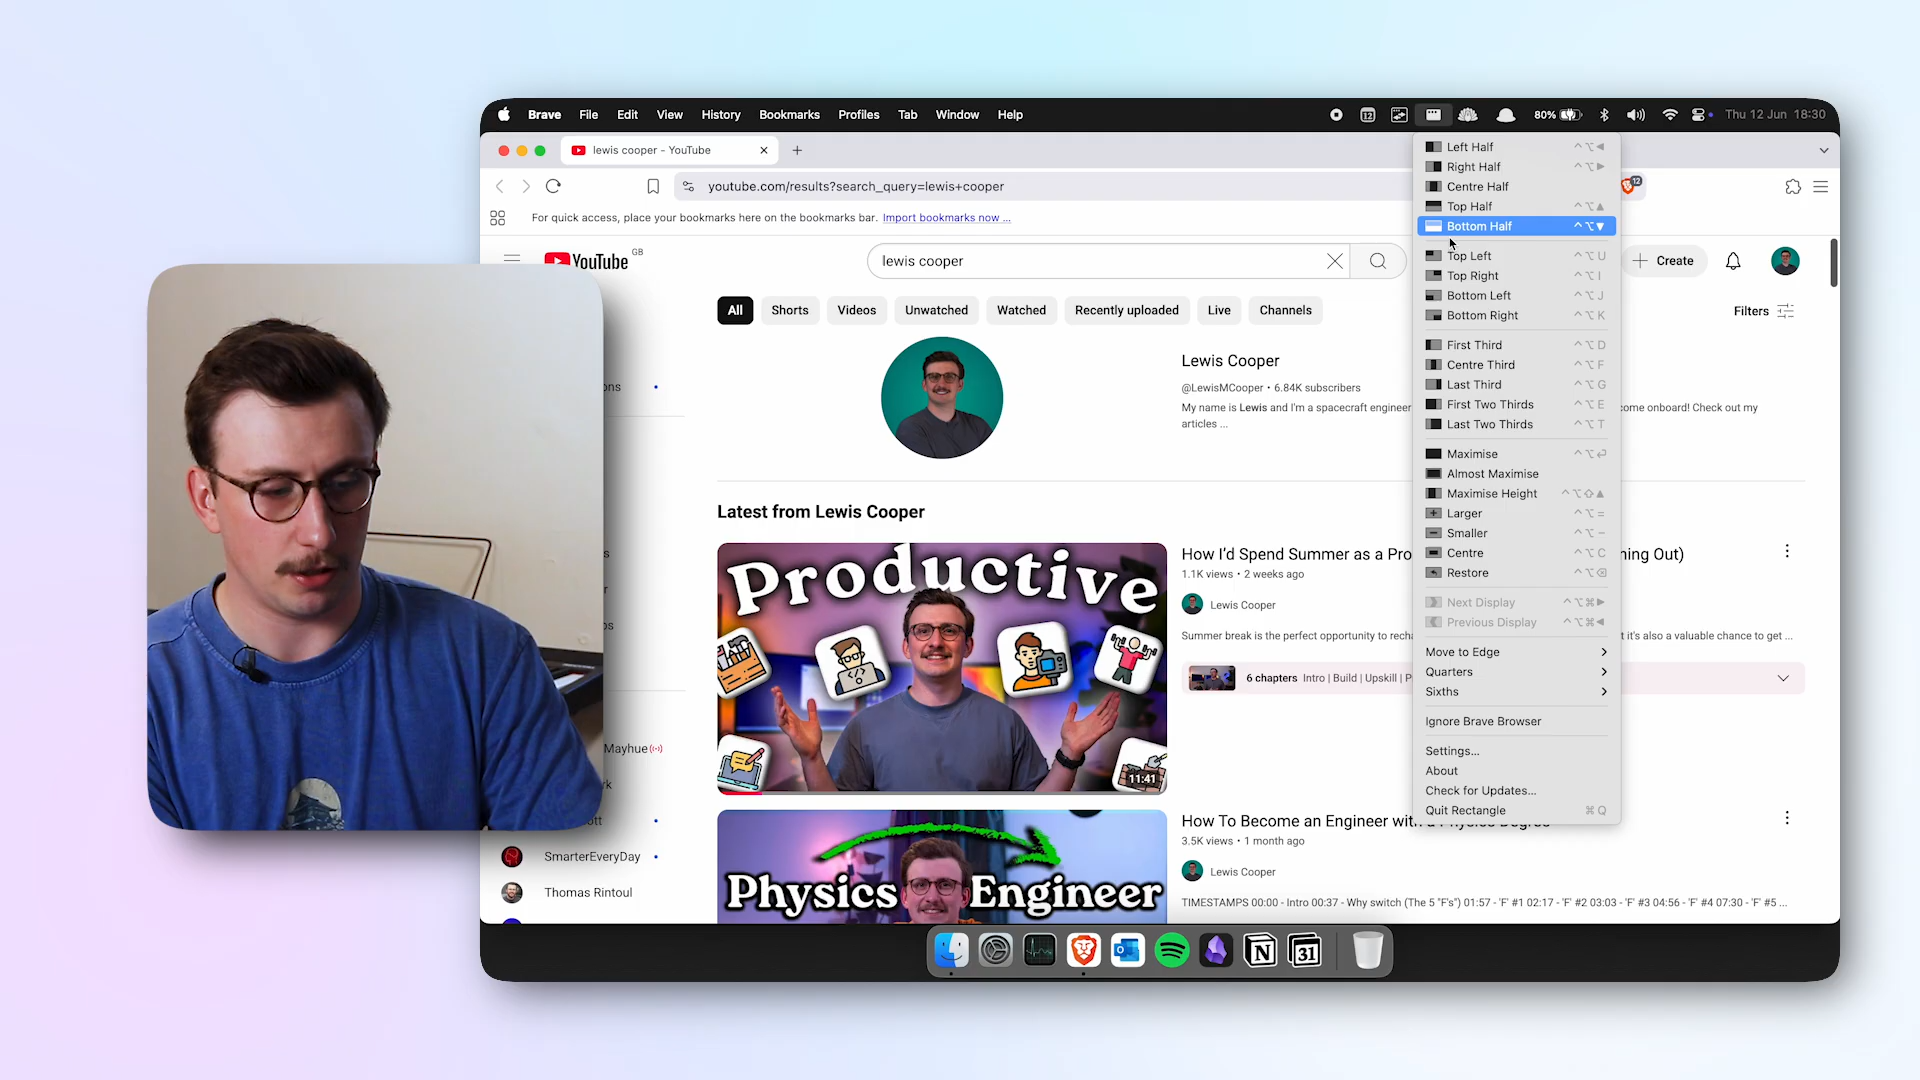 Brave File Edit View History Bookmarks Profiles Tab Window Help
12 80% Thu 12 Jun 18:30
lewis cooper - YouTube
youtube.com/results?search_query=lewis+cooper
12
For quick access, place your bookmarks here on the bookmarks bar. Import bookmarks now ...
YouTube GB
lewis cooper
Create
All Shorts Videos Unwatched Watched Recently uploaded Live Channels
Filters
Lewis Cooper
@LewisMCooper • 6.84K subscribers
My name is Lewis and I'm a spacecraft engineer
come onboard! Check out my
articles ...
Latest from Lewis Cooper
Productive
11:41
How I'd Spend Summer as a Pro
ning Out)
1.1K views • 2 weeks ago
Lewis Cooper
Summer break is the perfect opportunity to rech
t it's also a valuable chance to get ...
6 chapters Intro | Build | Upskill | P
Physics Engineer
How To Become an Engineer with a Physics Degree
3.5K views • 1 month ago
Lewis Cooper
TIMESTAMPS 00:00 - Intro 00:37 - Why switch (The 5 "F's") 01:57 - 'F' #1 02:17 - 'F' #2 03:03 - 'F' #3 04:56 - 'F' #4 07:30 - 'F' #5 ...
ons
s
r
os
Mayhue
rk
ott
SmarterEveryDay
Thomas Rintoul
Left Half ^⌥◀
Right Half ^⌥▶
Centre Half
Top Half ^⌥▲
Bottom Half ^⌥▼
Top Left ^⌥U
Top Right ^⌥I
Bottom Left ^⌥J
Bottom Right ^⌥K
First Third ^⌥D
Centre Third ^⌥F
Last Third ^⌥G
First Two Thirds ^⌥E
Last Two Thirds ^⌥T
Maximise ^⌥↩
Almost Maximise
Maximise Height ^⌥⇧▲
Larger ^⌥=
Smaller ^⌥-
Centre ^⌥C
Restore ^⌥⌫
Next Display ^⌥⌘▶
Previous Display ^⌥⌘◀
Move to Edge
Quarters
Sixths
Ignore Brave Browser
Settings...
About
Check for Updates...
Quit Rectangle ⌘Q
31